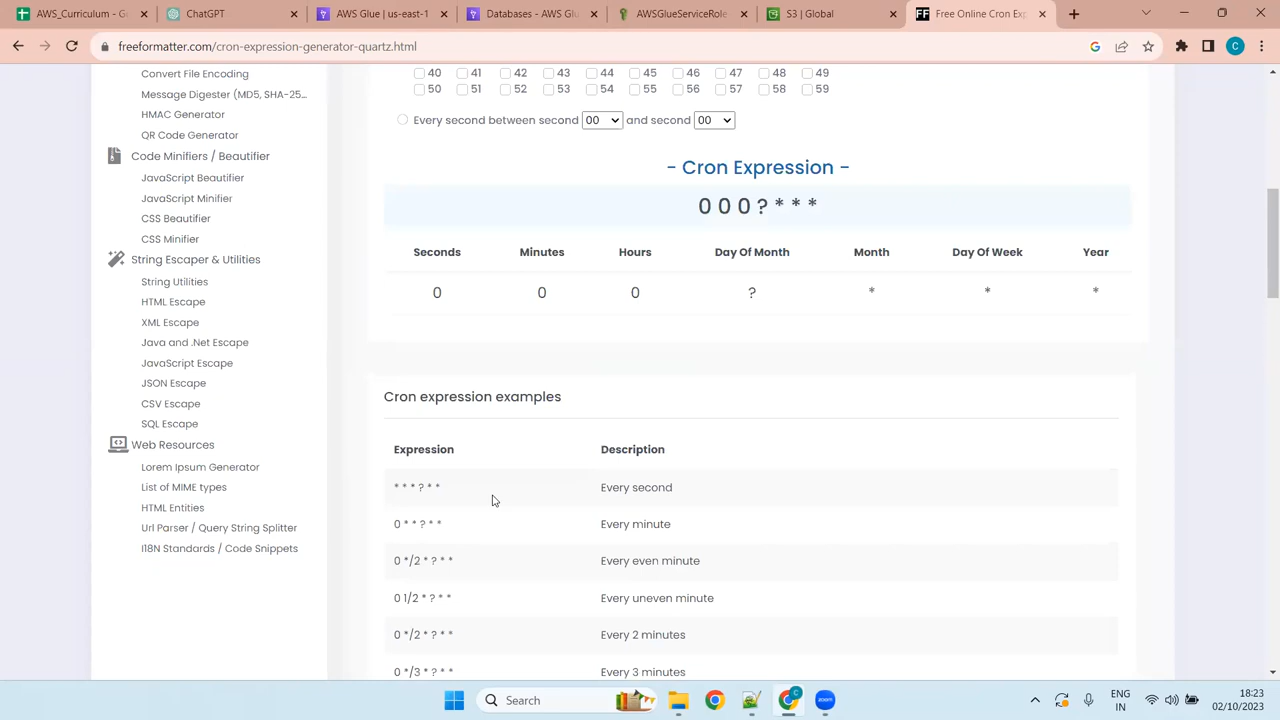 AWS_Curriculum - G
ChatGPT
AWS Glue | us-east-1
Databases - AWS Glu
AWSGlueServiceRole
S3 | Global
Free Online Cron Exp
freeformatter.com/cron-expression-generator-quartz.html
C
Convert File Encoding
Message Digester (MD5, SHA-25...
HMAC Generator
QR Code Generator
Code Minifiers / Beautifier
JavaScript Beautifier
JavaScript Minifier
CSS Beautifier
CSS Minifier
String Escaper & Utilities
String Utilities
HTML Escape
XML Escape
Java and .Net Escape
JavaScript Escape
JSON Escape
CSV Escape
SQL Escape
Web Resources
Lorem Ipsum Generator
List of MIME types
HTML Entities
Url Parser / Query String Splitter
I18N Standards / Code Snippets
40 41 42 43 44 45 46 47 48 49
50 51 52 53 54 55 56 57 58 59
Every second between second 00 and second 00
- Cron Expression -
0 0 0 ? * * *
Seconds Minutes Hours Day Of Month Month Day Of Week Year
0 0 0 ? * * *
Cron expression examples
Expression Description
* * * ? * * Every second
0 * * ? * * Every minute
0 */2 * ? * * Every even minute
0 1/2 * ? * * Every uneven minute
0 */2 * ? * * Every 2 minutes
0 */3 * ? * * Every 3 minutes
Search
zoom
ENG
IN
18:23
02/10/2023